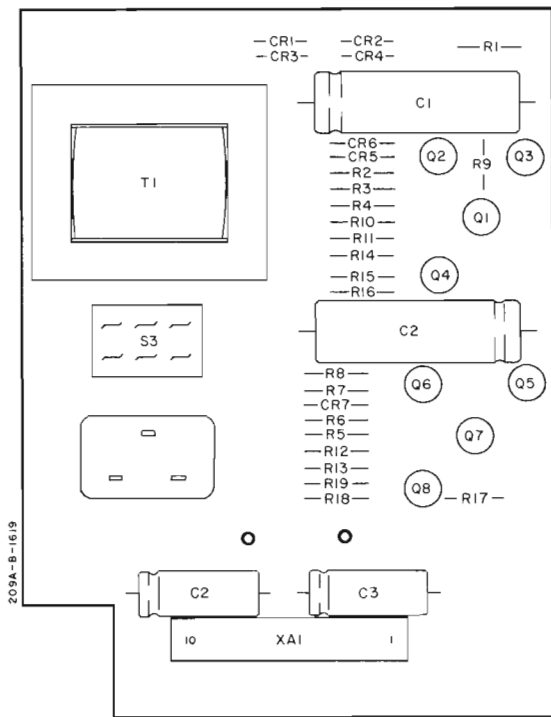 CR1
CR2
R1
CR3
CR4
C1
CR6
CR5
R2
R3
R4
R10
R11
R14
R15
R16
Q2
R9
Q3
Q1
Q4
T1
S3
C2
R8
R7
CR7
R6
R5
R12
R13
R19
R18
Q6
Q5
Q7
Q8
R17
C2
C3
10
XA1
1
209A-B-1619